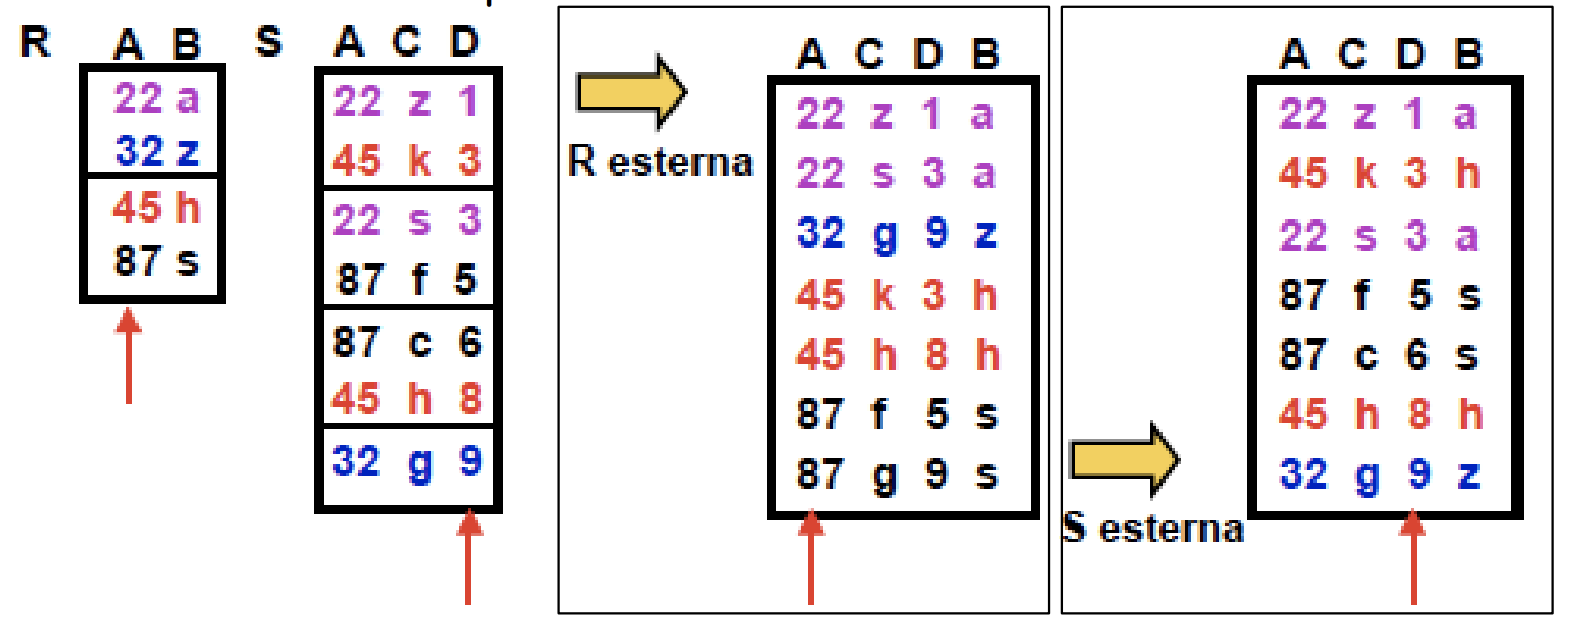 R A B
22 a
32 z
45 h
87 s
S A C D
22 z 1
45 k 3
22 s 3
87 f 5
87 c 6
45 h 8
32 g 9
R esterna
A C D B
22 z 1 a
22 s 3 a
32 g 9 z
45 k 3 h
45 h 8 h
87 f 5 s
87 g 9 s
S esterna
A C D B
22 z 1 a
45 k 3 h
22 s 3 a
87 f 5 s
87 c 6 s
45 h 8 h
32 g 9 z